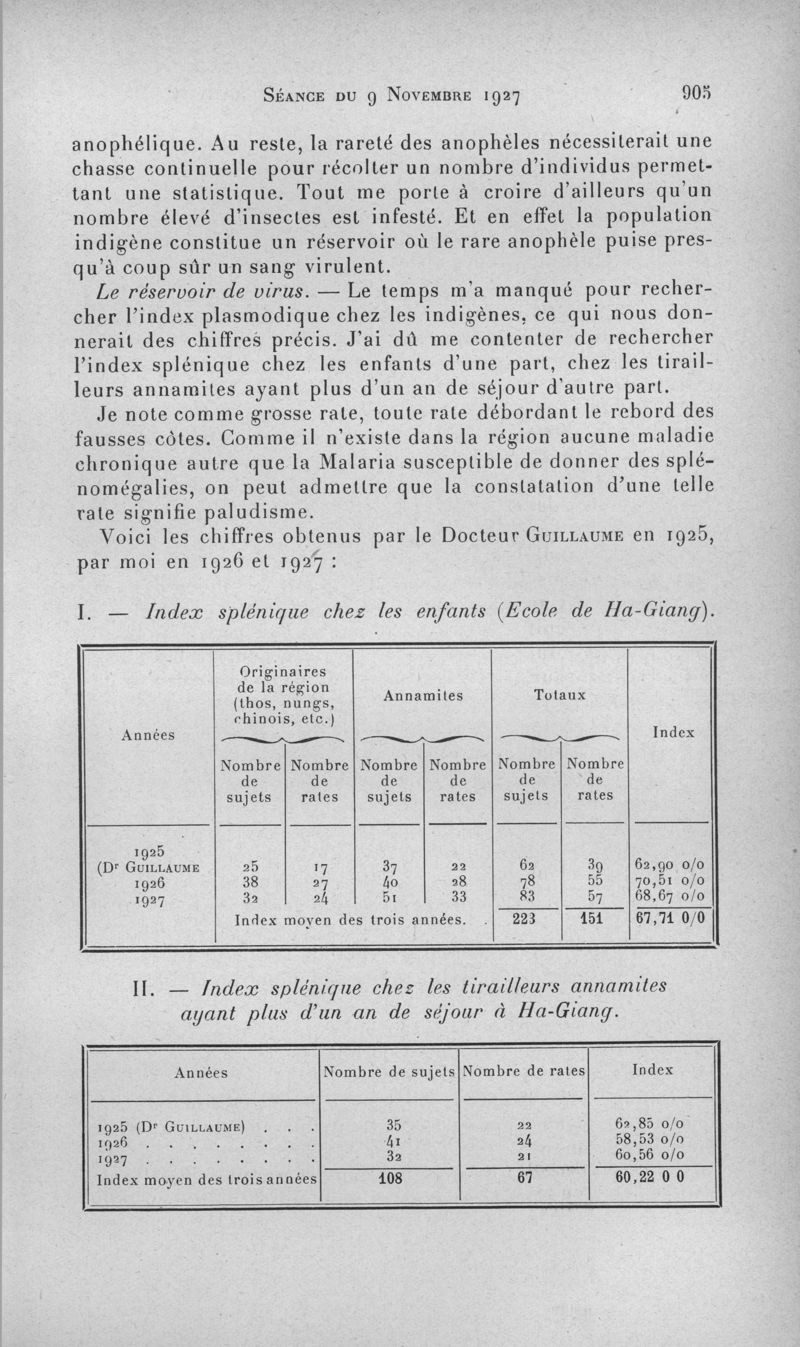 Séance du 9 Novembre 1927 905
anophélique. Au reste, la rareté des anophèles nécessiterait une
chasse continuelle pour récolter un nombre d'individus permet-
tant une statistique. Tout me porte à croire d'ailleurs qu'un
nombre élevé d'insectes est infesté. Et en effet la population
indigène constitue un réservoir où le rare anophèle puise pres-
qu'à coup sûr un sang virulent.
Le réservoir de virus. — Le temps m'a manqué pour recher-
cher l'index plasmodique chez les indigènes, ce qui nous don-
nerait des chiffres précis. J'ai dû me contenter de rechercher
l'index splénique chez les enfants d'une part, chez les tirail-
leurs annamites ayant plus d'un an de séjour d'autre part.
Je note comme grosse rate, toute rate débordant le rebord des
fausses côtes. Comme il n'existe dans la région aucune maladie
chronique autre que la Malaria susceptible de donner des splé-
nomégalies, on peut admettre que la constatation d'une telle
rate signifie paludisme.
Voici les chiffres obtenus par le Docteur Guillaume en 1925,
par moi en 1926 et 1927 :
I. — Index splénique chez les enfants (Ecole de Ha-Giang).
Années
Originaires
de la région
(thos, nungs,
chinois, etc.)
Annamites
Totaux
Index
Nombre de sujets
Nombre de rates
Nombre de sujets
Nombre de rates
Nombre de sujets
Nombre de rates
1925
(Dr Guillaume 25 17 37 22 62 39 62,90 o/o
1926 38 27 40 28 78 55 70,51 o/o
1927 32 24 51 33 83 57 68,67 o/o
Index moyen des trois années. . 223 151 67,71 0/0
II. — Index splénique chez les tirailleurs annamites
ayant plus d'un an de séjour à Ha-Giang.
Années Nombre de sujets Nombre de rates Index
1925 (Dr Guillaume) . . . 35 22 62,85 o/o
1926 . . . . . . . . 41 24 58,53 o/o
1927 . . . . . . . . 32 21 60,56 o/o
Index moyen des trois années 108 67 60,22 0 0